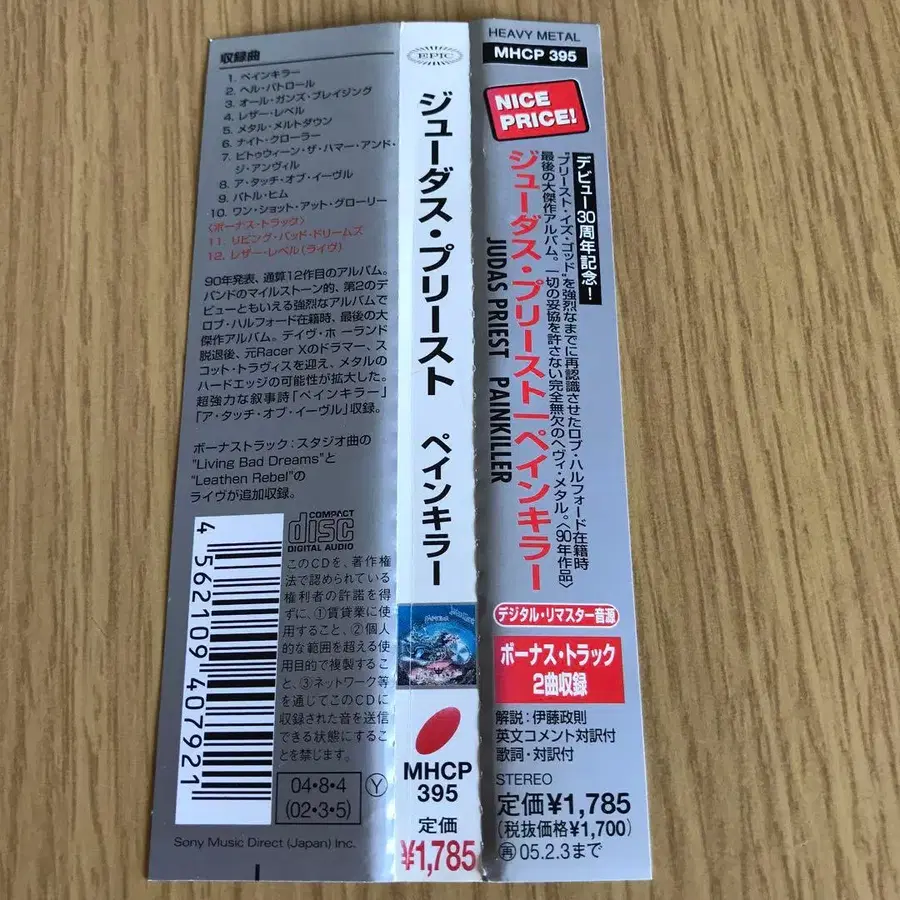 収録曲
1. ペインキラー
2. ヘル・パトロール
3. オール・ガンズ・ブレイジング
4. レザー・レベル
5. メタル・メルトダウン
6. ナイト・クローラー
7. ビトゥウィーン・ザ・ハマー・アンド・
ジ・アンヴィル
8. ア・タッチ・オブ・イーヴル
9. バトル・ヒム
10. ワン・ショット・アット・グローリー
〈ボーナス・トラック〉
11. リビング・バッド・ドリームズ
12. レザー・レベル(ライヴ)
90年発表、通算12作目のアルバム。
バンドのマイルストーン的、第2のデ
ビューともいえる強烈なアルバムで
ロブ・ハルフォード在籍時、最後の大
傑作アルバム。デイヴ・ホーランド
脱退後、元Racer Xのドラマー、ス
コット・トラヴィスを迎え、メタルの
ハードエッジの可能性が拡大した。
超強力な叙事詩「ペインキラー」
「ア・タッチ・オブ・イーヴル」収録。
ボーナストラック:スタジオ曲の
"Living Bad Dreams"と
"Leathen Rebel"の
ライヴが追加収録。
4 562109 407921
COMPACT
disc
DIGITAL AUDIO
このCDを、著作権
法で認められている
権利者の許諾を得
ずに、①賃貸業に使
用すること、②個人
的な範囲を超える使
用目的で複製するこ
と、③ネットワーク等
を通じてこのCDに
収録された音を送信
できる状態にするこ
とを禁じます。
04・8・4
(02・3・5)
Y
Sony Music Direct (Japan) Inc.
EPIC
ジューダス・プリースト ペインキラー
MHCP
395
定価
¥1,785
HEAVY METAL
MHCP 395
NICE
PRICE!
デビュー30周年記念!
"プリースト・イズ・ゴッド"を強烈なまでに再認識させたロブ・ハルフォード在籍時
最後の大傑作アルバム。一切の妥協を許さない完全無欠のヘヴィ・メタル。〈90年作品〉
ジューダス・プリースト/ペインキラー
JUDAS PRIEST PAINKILLER
デジタル・リマスター音源
ボーナス・トラック
2曲収録
解説:伊藤政則
英文コメント対訳付
歌詞・対訳付
STEREO
定価¥1,785
(税抜価格¥1,700)
再 05.2.3まで